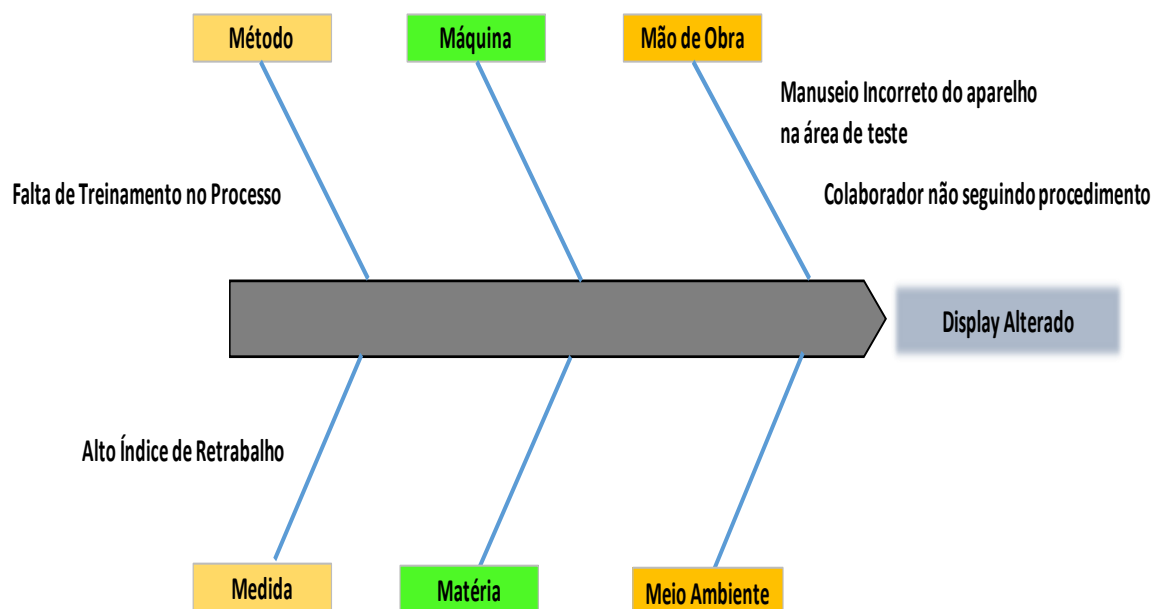 Método
Máquina
Mão de Obra
Manuseio Incorreto do aparelho
na área de teste
Falta de Treinamento no Processo
Colaborador não seguindo procedimento
Display Alterado
Alto Índice de Retrabalho
Medida
Matéria
Meio Ambiente